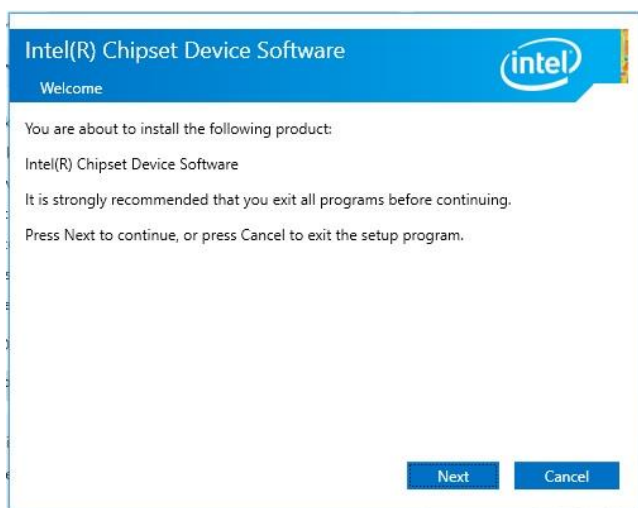 Intel(R) Chipset Device Software
intel
Welcome
You are about to install the following product:
Intel(R) Chipset Device Software
It is strongly recommended that you exit all programs before continuing.
Press Next to continue, or press Cancel to exit the setup program.
Next
Cancel